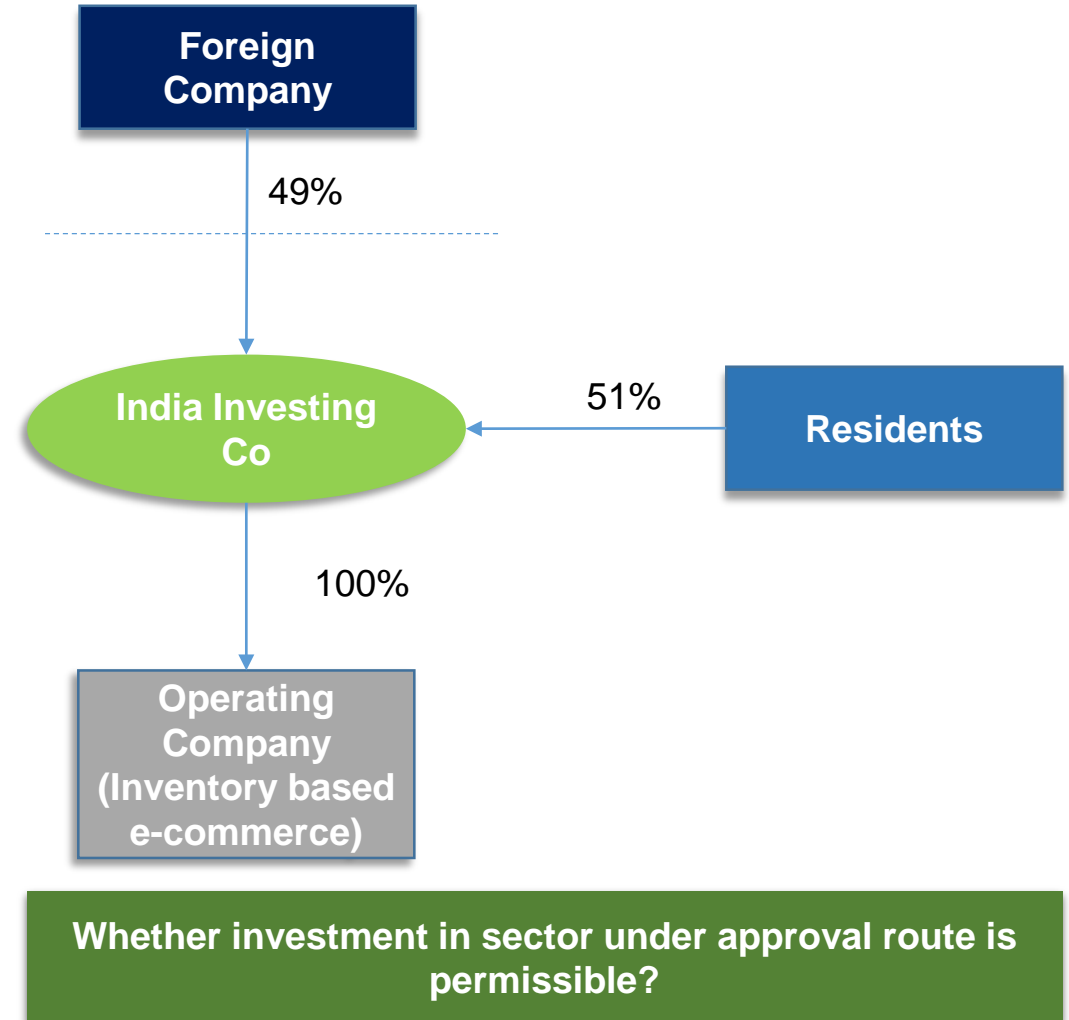 Foreign
Company
49%
India Investing
Co
51%
Residents
100%
Operating
Company
(Inventory based
e-commerce)
Whether investment in sector under approval route is
permissible?